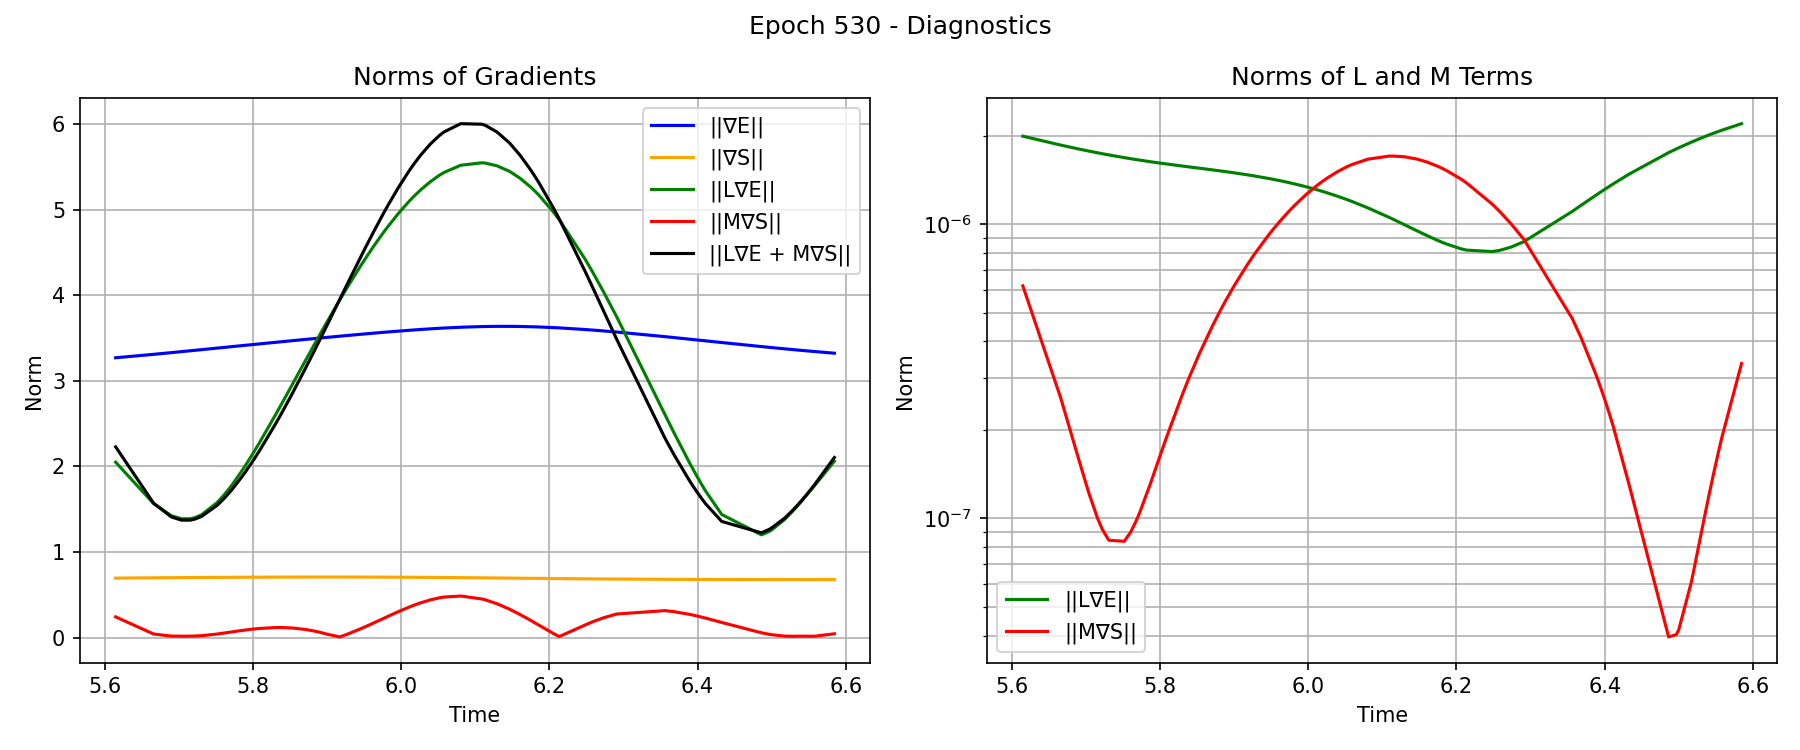 Epoch 530 - Diagnostics
Norms of Gradients
Norm
6
5
4
3
2
1
0
||∇E||
||∇S||
||L∇E||
||M∇S||
||L∇E + M∇S||
5.6 5.8 6.0 6.2 6.4 6.6
Time
Norms of L and M Terms
Norm
10⁻⁶
10⁻⁷
||L∇E||
||M∇S||
5.6 5.8 6.0 6.2 6.4 6.6
Time